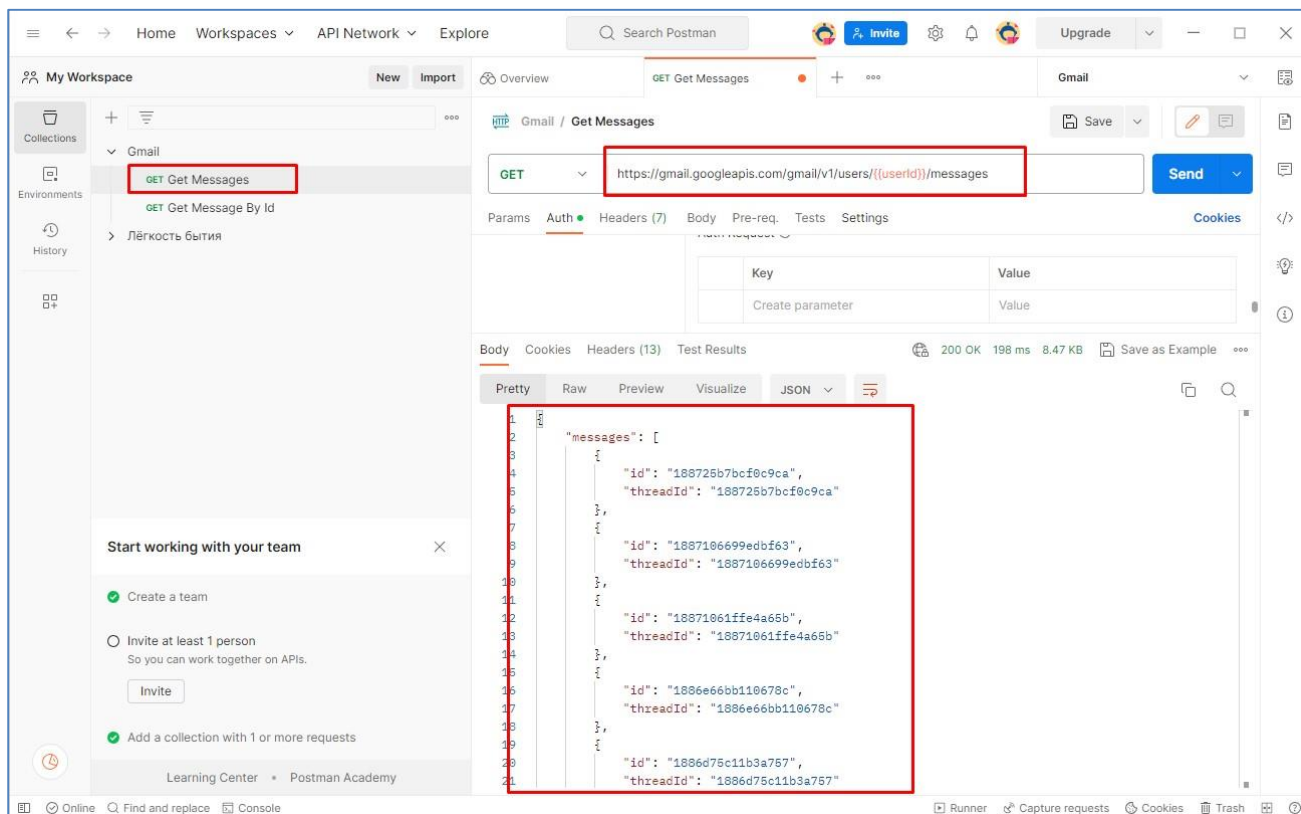 Home Workspaces API Network Explore Search Postman Invite Upgrade
My Workspace New Import Overview GET Get Messages Gmail
Collections
Environments
History
Gmail
GET Get Messages
GET Get Message By Id
Лёгкость бытия
HTTP Gmail / Get Messages Save
GET https://gmail.googleapis.com/gmail/v1/users/{{userId}}/messages Send
Params Auth Headers (7) Body Pre-req. Tests Settings Cookies
Auth Request
Key Value
Create parameter Value
Body Cookies Headers (13) Test Results 200 OK 198 ms 8.47 KB Save as Example
Pretty Raw Preview Visualize JSON
1 {
2 "messages": [
3 {
4 "id": "188725b7bcf0c9ca",
5 "threadId": "188725b7bcf0c9ca"
6 },
7 {
8 "id": "1887106699edbf63",
9 "threadId": "1887106699edbf63"
10 },
11 {
12 "id": "18871061ffe4a65b",
13 "threadId": "18871061ffe4a65b"
14 },
15 {
16 "id": "1886e66bb110678c",
17 "threadId": "1886e66bb110678c"
18 },
19 {
20 "id": "1886d75c11b3a757",
21 "threadId": "1886d75c11b3a757"
Start working with your team
Create a team
Invite at least 1 person
So you can work together on APIs.
Invite
Add a collection with 1 or more requests
Learning Center Postman Academy
Online Find and replace Console Runner Capture requests Cookies Trash